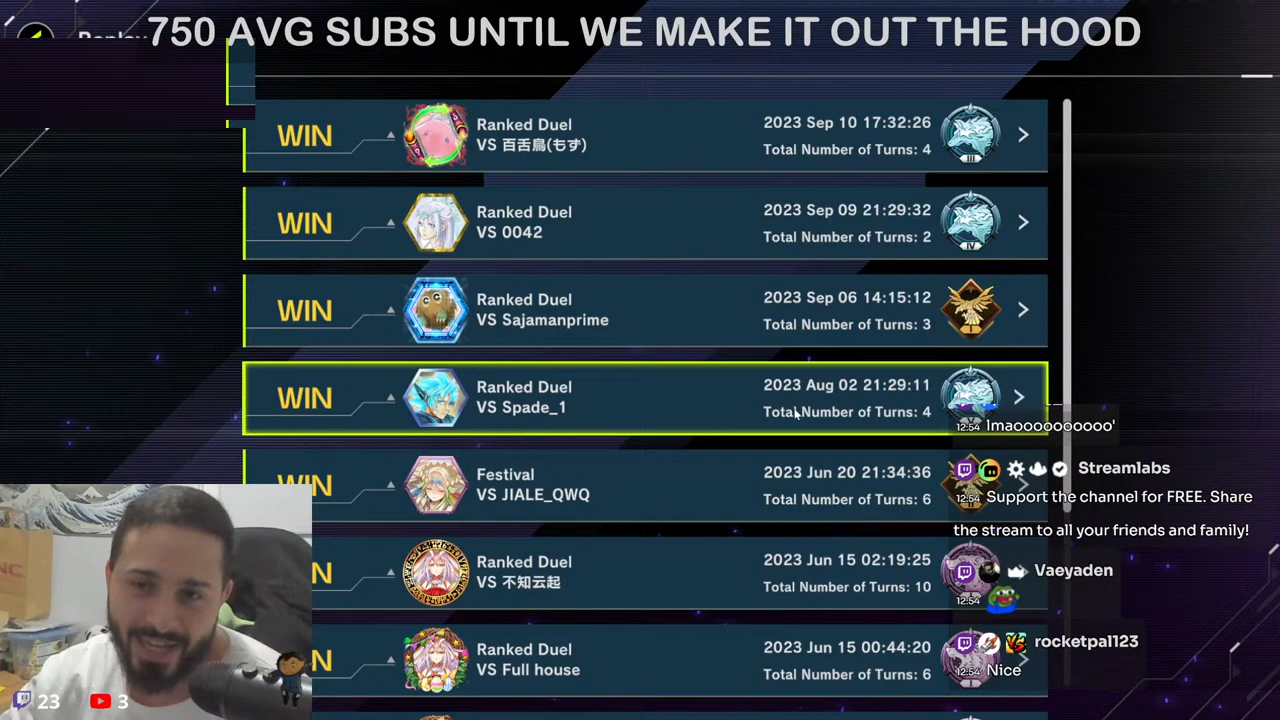 750 AVG SUBS UNTIL WE MAKE IT OUT THE HOOD
Replay
WIN
Ranked Duel
VS 百舌鳥(もず)
2023 Sep 10 17:32:26
Total Number of Turns: 4
III
WIN
Ranked Duel
VS 0042
2023 Sep 09 21:29:32
Total Number of Turns: 2
IV
WIN
Ranked Duel
VS Sajamanprime
2023 Sep 06 14:15:12
Total Number of Turns: 3
I
WIN
Ranked Duel
VS Spade_1
2023 Aug 02 21:29:11
Total Number of Turns: 4
WIN
Festival
VS JIALE_QWQ
2023 Jun 20 21:34:36
Total Number of Turns: 6
N
Ranked Duel
VS 不知云起
2023 Jun 15 02:19:25
Total Number of Turns: 10
N
Ranked Duel
VS Full house
2023 Jun 15 00:44:20
Total Number of Turns: 6
12:54 lmaoooooooooo'
Streamlabs
12:54 Support the channel for FREE. Share
the stream to all your friends and family!
Vaeyaden
12:54
rocketpal123
12:54 Nice
23
3